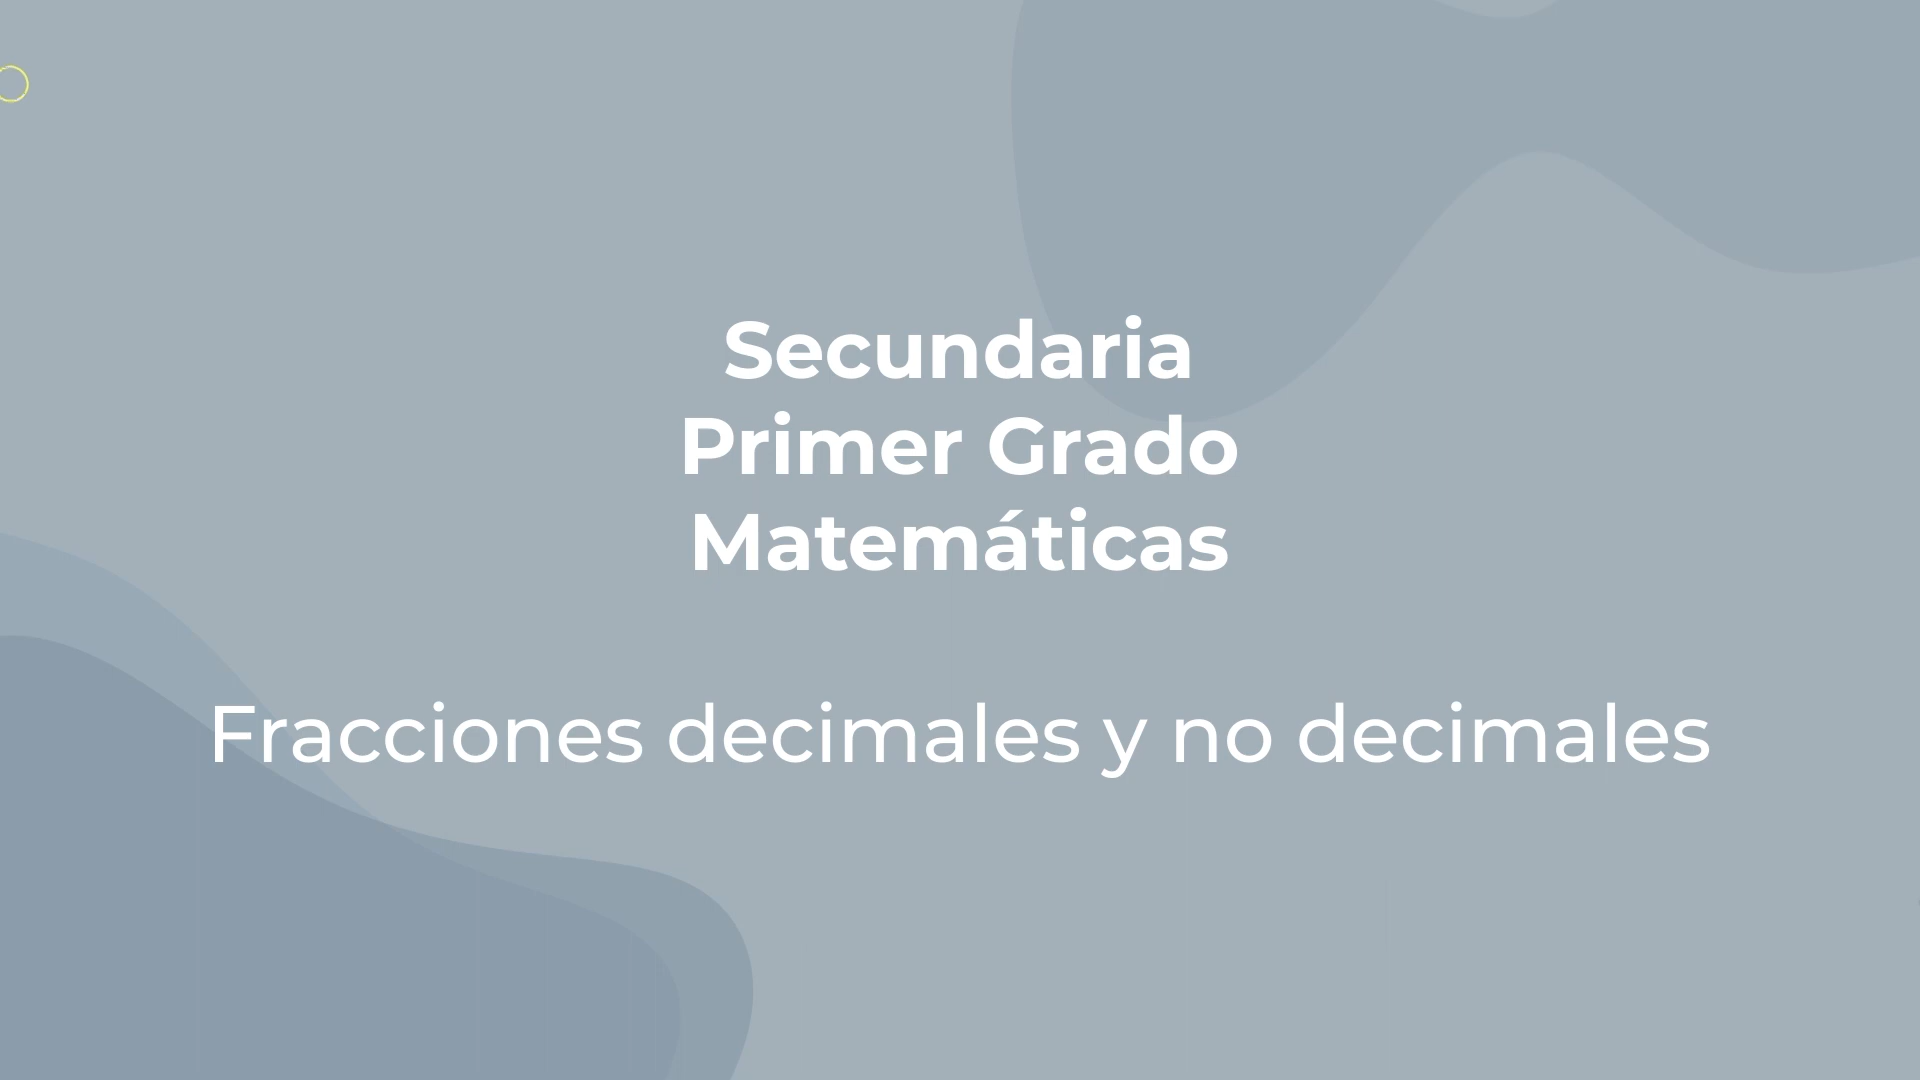 Secundaria
Primer Grado
Matemáticas
Fracciones decimales y no decimales